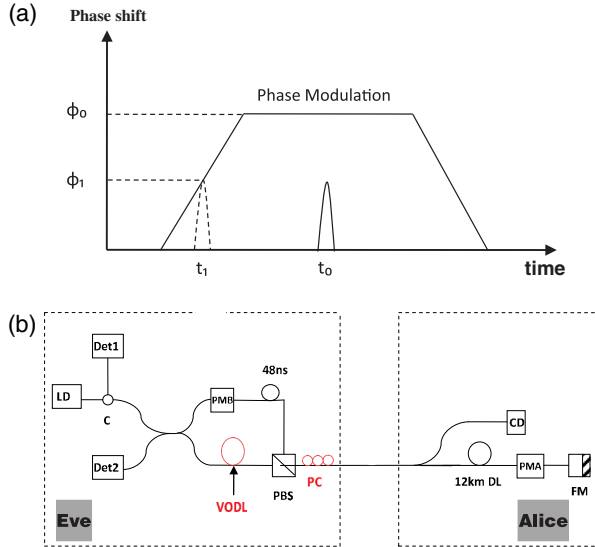 (a)
Phase shift
Phase Modulation
ϕ₀
ϕ₁
t₁
t₀
time
(b)
Det1
LD
C
48ns
PMB
Det2
VODL
PBS
PC
Eve
CD
12km DL
PMA
FM
Alice